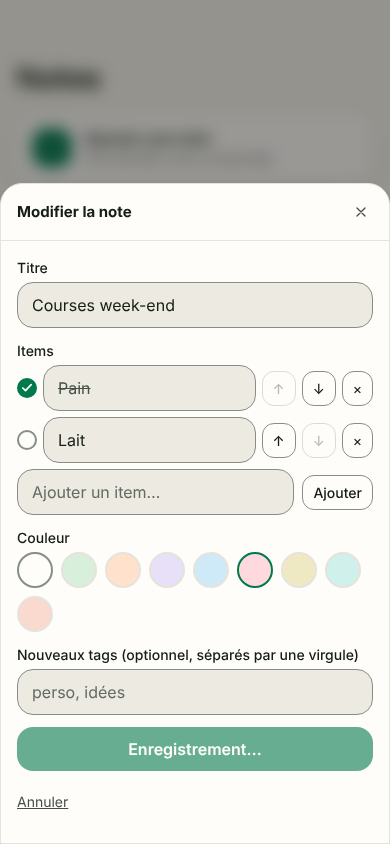 Notes
Modifier la note
×
Titre
Courses week-end
Items
Pain ↑ ↓ ×
Lait ↑ ↓ ×
Ajouter un item... Ajouter
Couleur
Nouveaux tags (optionnel, séparés par une virgule)
perso, idées
Enregistrement...
Annuler